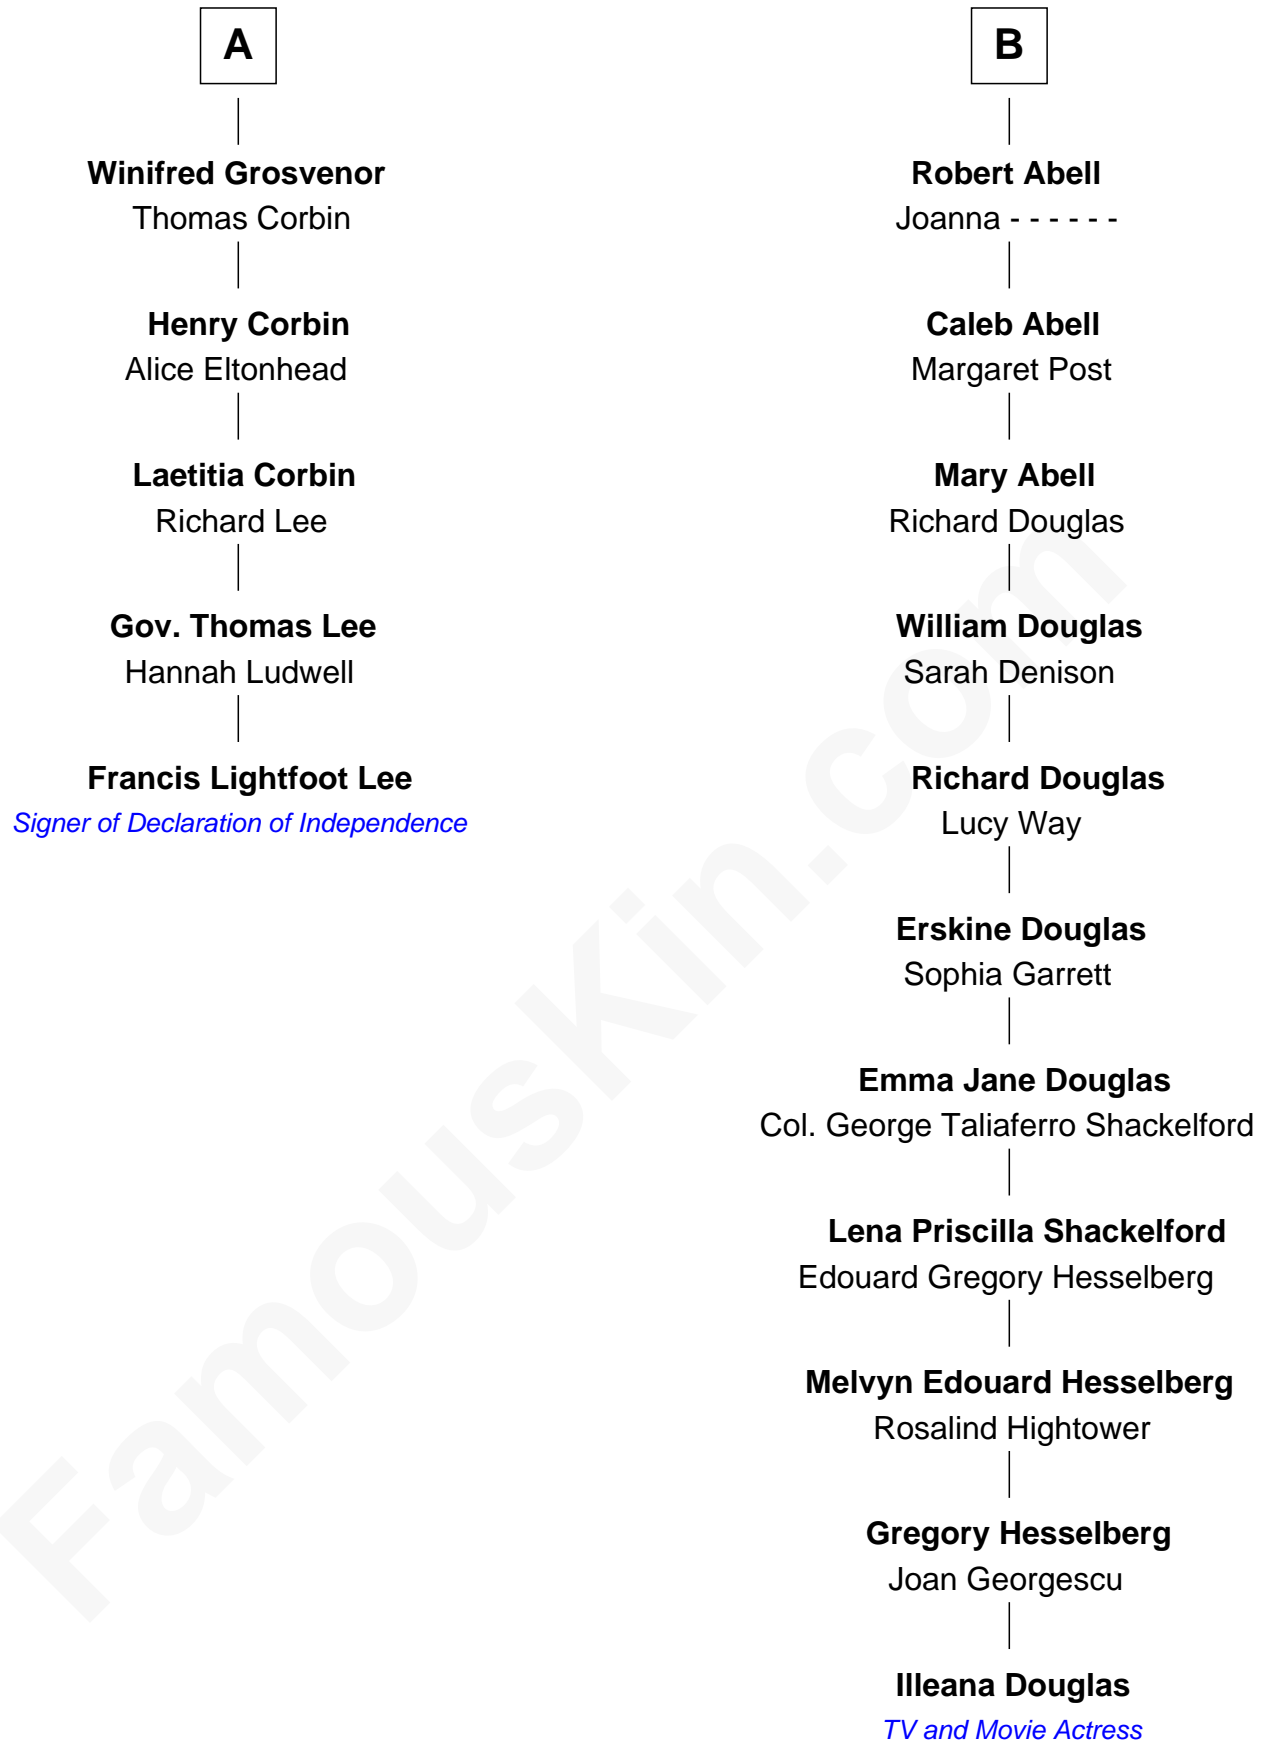 A
Winifred Grosvenor
Thomas Corbin
Henry Corbin
Alice Eltonhead
Laetitia Corbin
Richard Lee
Gov. Thomas Lee
Hannah Ludwell
Francis Lightfoot Lee
Signer of Declaration of Independence
B
Robert Abell
Joanna - - - - - -
Caleb Abell
Margaret Post
Mary Abell
Richard Douglas
William Douglas
Sarah Denison
Richard Douglas
Lucy Way
Erskine Douglas
Sophia Garrett
Emma Jane Douglas
Col. George Taliaferro Shackelford
Lena Priscilla Shackelford
Edouard Gregory Hesselberg
Melvyn Edouard Hesselberg
Rosalind Hightower
Gregory Hesselberg
Joan Georgescu
Illeana Douglas
TV and Movie Actress
FamousKin.com